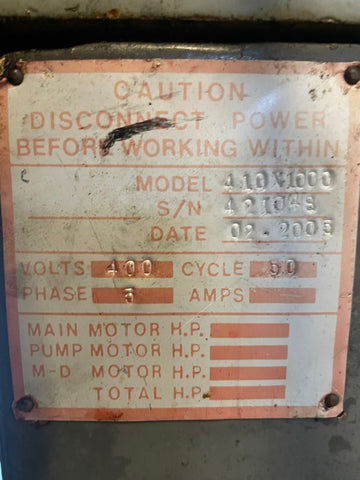 CAUTION
DISCONNECT POWER
BEFORE WORKING WITHIN
MODEL 410X1000
S/N 421048
DATE 02-2005
VOLTS 400 CYCLE 50
PHASE 3 AMPS
MAIN MOTOR H.P.
PUMP MOTOR H.P.
M-D MOTOR H.P.
TOTAL H.P.